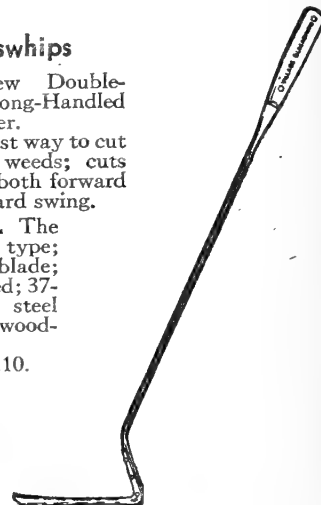 swhips
ew Double-
ong-Handled
er.
st way to cut
weeds; cuts
both forward
ard swing.
. The
type;
blade;
ed; 37-
steel
wood-
10.